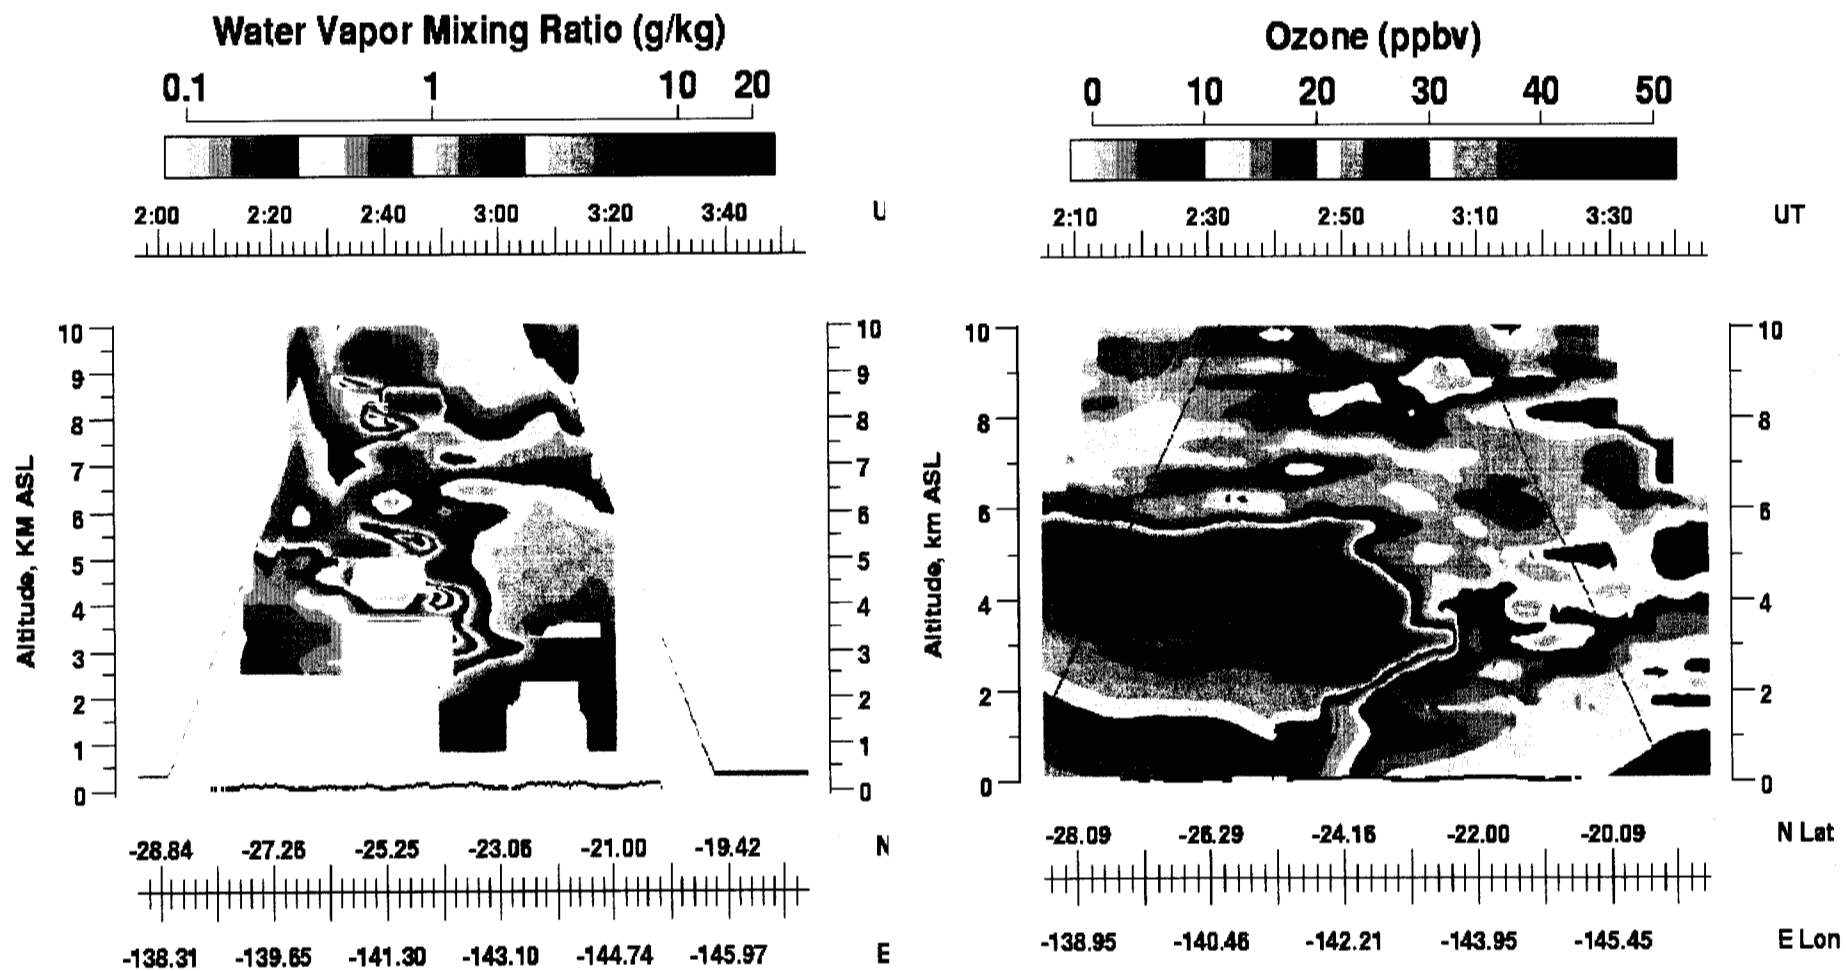 Water Vapor Mixing Ratio (g/kg)
0.1 1 10 20
2:00 2:20 2:40 3:00 3:20 3:40 U
10 10
9 9
8 8
7 7
6 6
5 5
4 4
3 3
2 2
1 1
0 0
Altitude, KM ASL
-28.84 -27.26 -25.25 -23.06 -21.00 -19.42 N
-138.31 -139.65 -141.30 -143.10 -144.74 -145.97 E
Ozone (ppbv)
0 10 20 30 40 50
2:10 2:30 2:50 3:10 3:30 UT
10 10
8 8
6 6
4 4
2 2
0 0
Altitude, km ASL
-28.09 -26.29 -24.16 -22.00 -20.09 N Lat
-138.95 -140.46 -142.21 -143.95 -145.45 E Lon